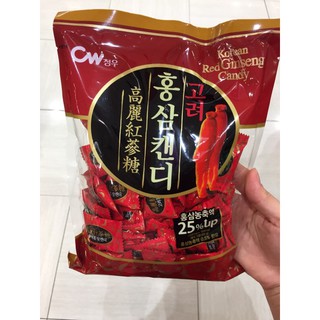 CW
청우
Korean
Red Ginseng
Candy
고려
홍삼캔디
高麗紅蔘糖
홍삼농축액
25% up